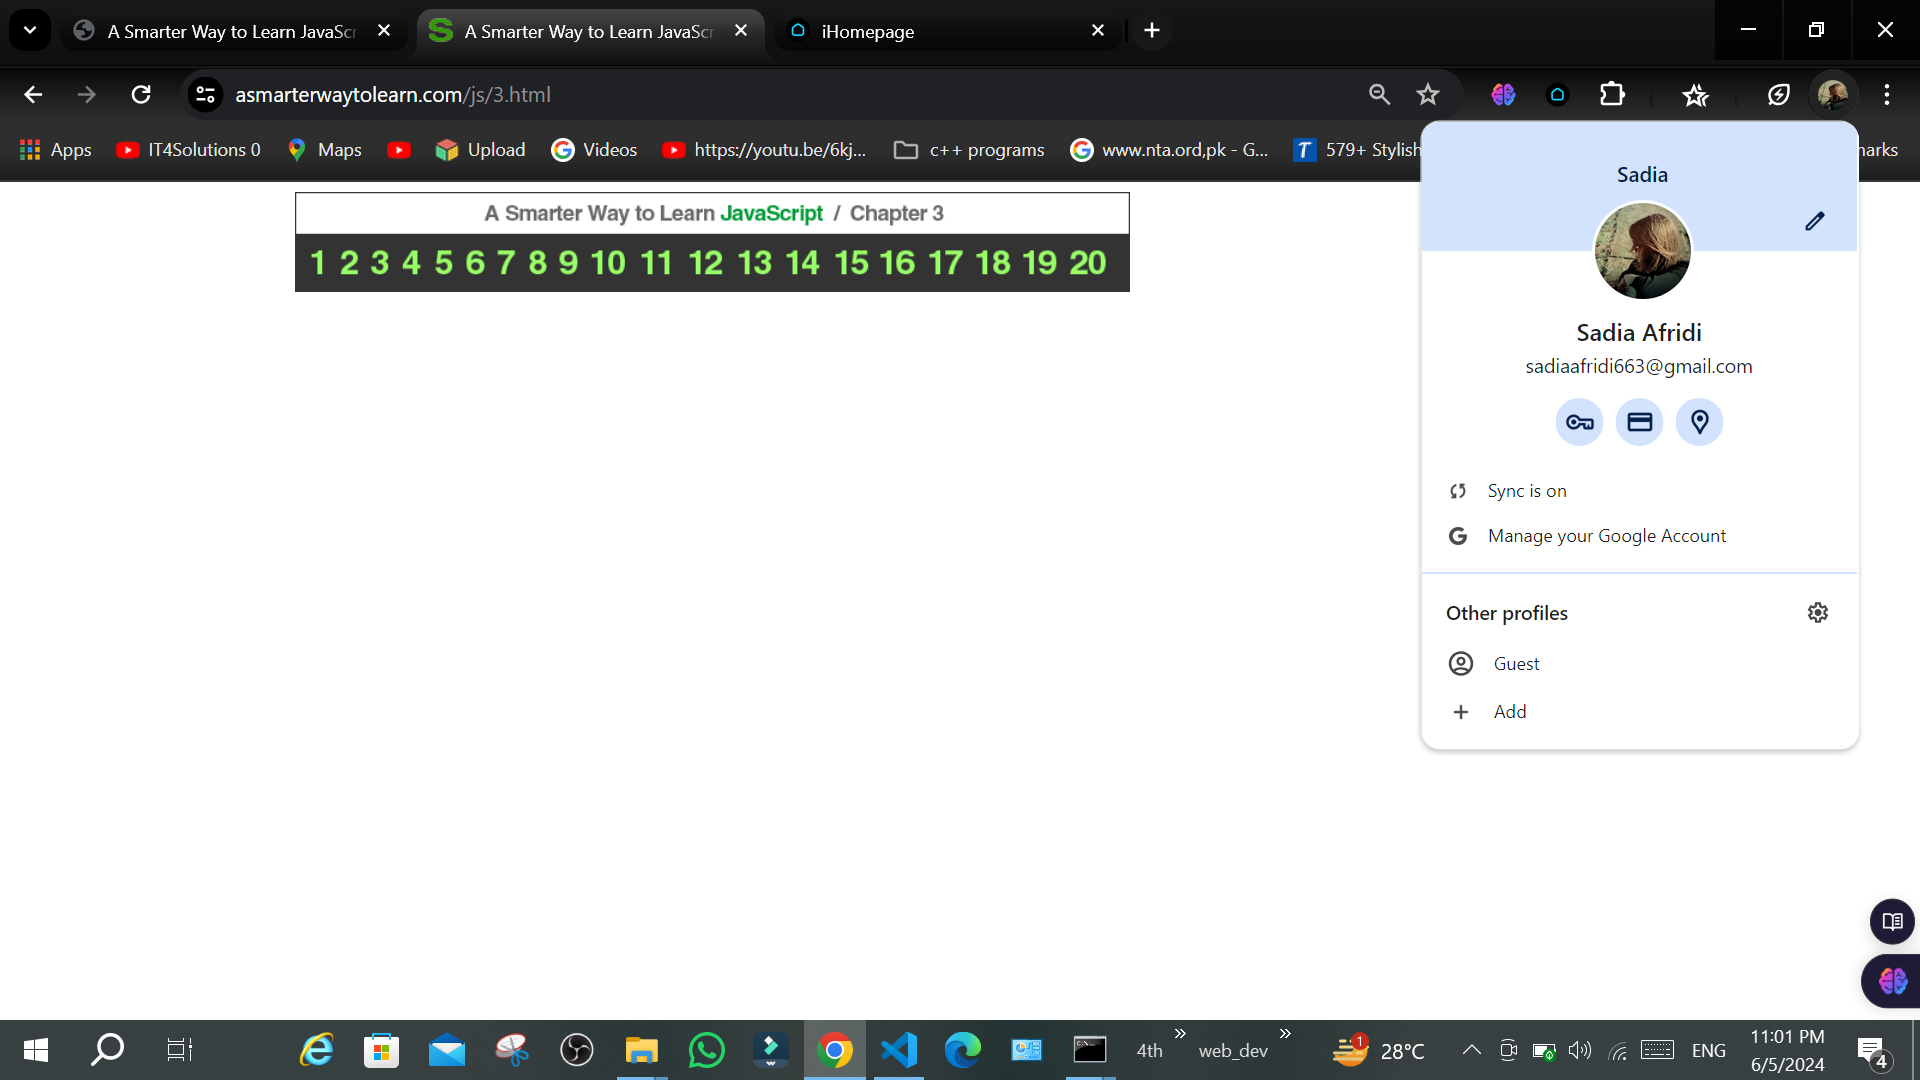 A Smarter Way to Learn JavaScr
A Smarter Way to Learn JavaScr
iHomepage
asmarterwaytolearn.com/js/3.html
Apps
IT4Solutions 0
Maps
Upload
Videos
https://youtu.be/6kj...
c++ programs
www.nta.ord,pk - G...
579+ Stylish
narks
A Smarter Way to Learn JavaScript / Chapter 3
1 2 3 4 5 6 7 8 9 10 11 12 13 14 15 16 17 18 19 20
Sadia
Sadia Afridi
sadiaafridi663@gmail.com
Sync is on
Manage your Google Account
Other profiles
Guest
Add
4th
web_dev
1
28°C
ENG
11:01 PM
6/5/2024
4